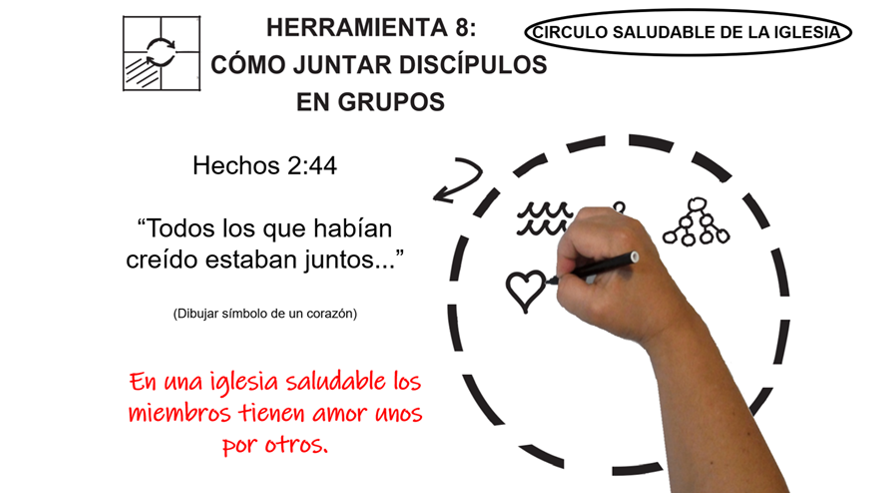 HERRAMIENTA 8:
CÓMO JUNTAR DISCÍPULOS
EN GRUPOS
CIRCULO SALUDABLE DE LA IGLESIA
Hechos 2:44
“Todos los que habían
creído estaban juntos...”
(Dibujar símbolo de un corazón)
En una iglesia saludable los
miembros tienen amor unos
por otros.